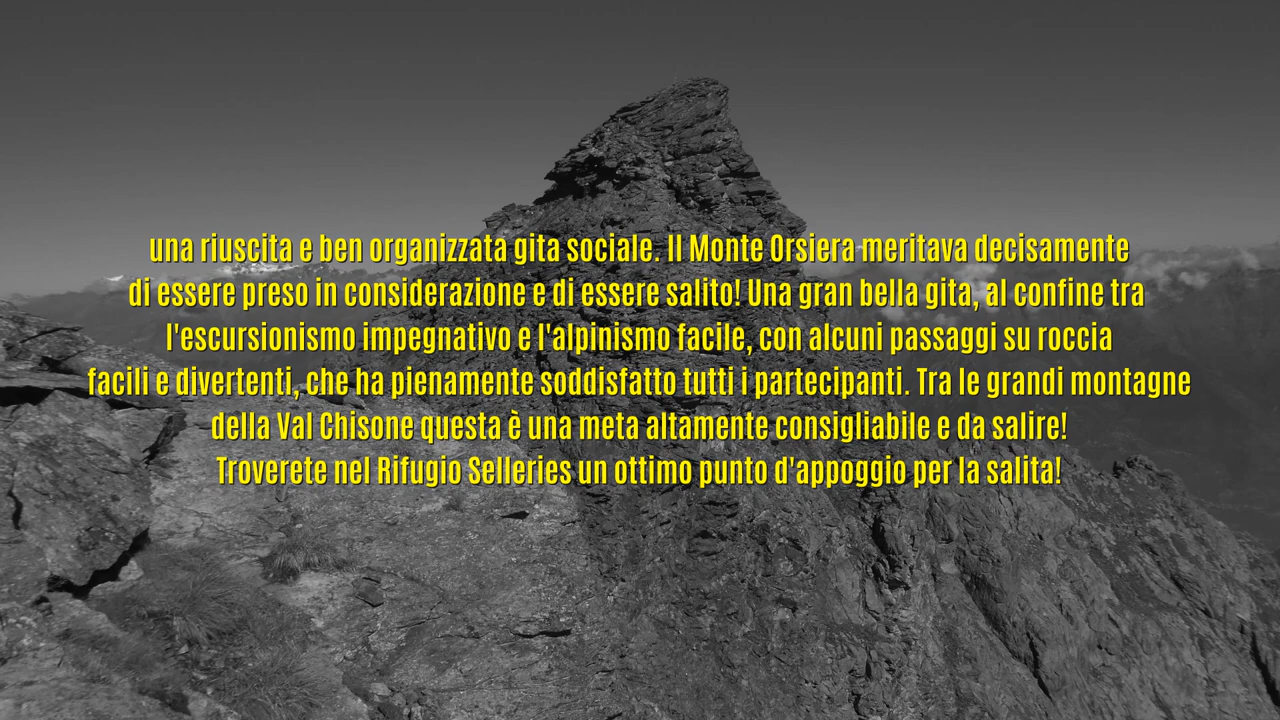 una riuscita e ben organizzata gita sociale. Il Monte Orsiera meritava decisamente
di essere preso in considerazione e di essere salito! Una gran bella gita, al confine tra
l'escursionismo impegnativo e l'alpinismo facile, con alcuni passaggi su roccia
facili e divertenti, che ha pienamente soddisfatto tutti i partecipanti. Tra le grandi montagne
della Val Chisone questa è una meta altamente consigliabile e da salire!
Troverete nel Rifugio Selleries un ottimo punto d'appoggio per la salita!